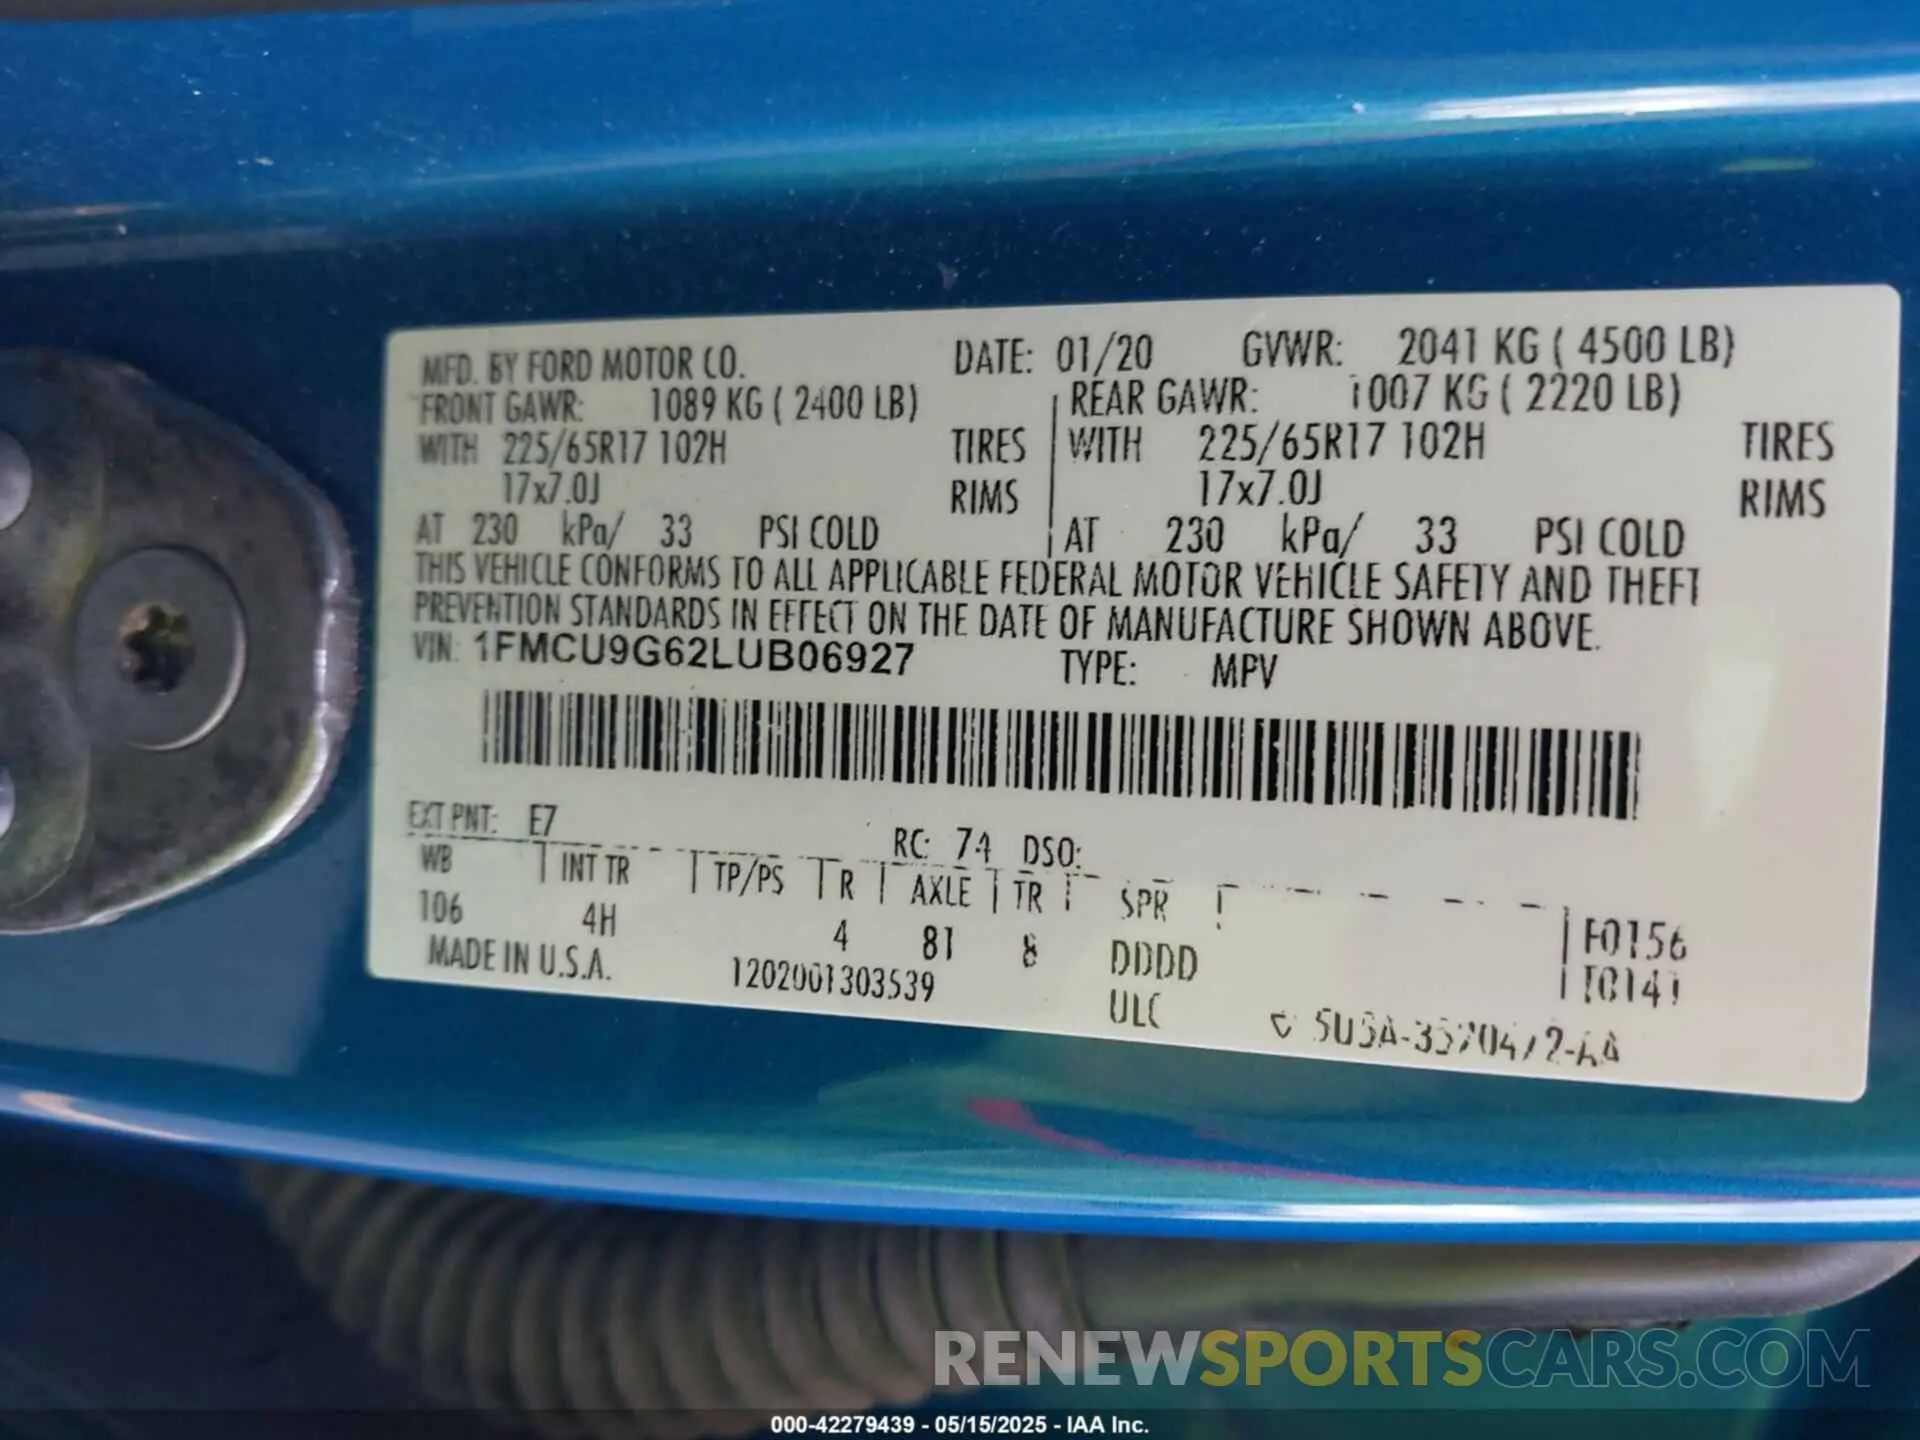 MFD. BY FORD MOTOR CO. DATE: 01/20 GVWR: 2041 KG ( 4500 LB)
FRONT GAWR: 1089 KG ( 2400 LB) REAR GAWR: 1007 KG ( 2220 LB)
WITH 225/65R17 102H TIRES WITH 225/65R17 102H TIRES
17x7.0J RIMS 17x7.0J RIMS
AT 230 kPa/ 33 PSI COLD AT 230 kPa/ 33 PSI COLD
THIS VEHICLE CONFORMS TO ALL APPLICABLE FEDERAL MOTOR VEHICLE SAFETY AND THEFT
PREVENTION STANDARDS IN EFFECT ON THE DATE OF MANUFACTURE SHOWN ABOVE.
VIN: 1FMCU9G62LUB06927 TYPE: MPV
EXT PNT: E7 RC: 74 DSO:
WB INT TR TP/PS R AXLE TR SPR
106 4H 4 81 8 DDDD F0156
MADE IN U.S.A. 1202001303539 ULC T0141
RENEWSPORTSCARS.COM
000-42279439 - 05/15/2025 - IAA Inc.